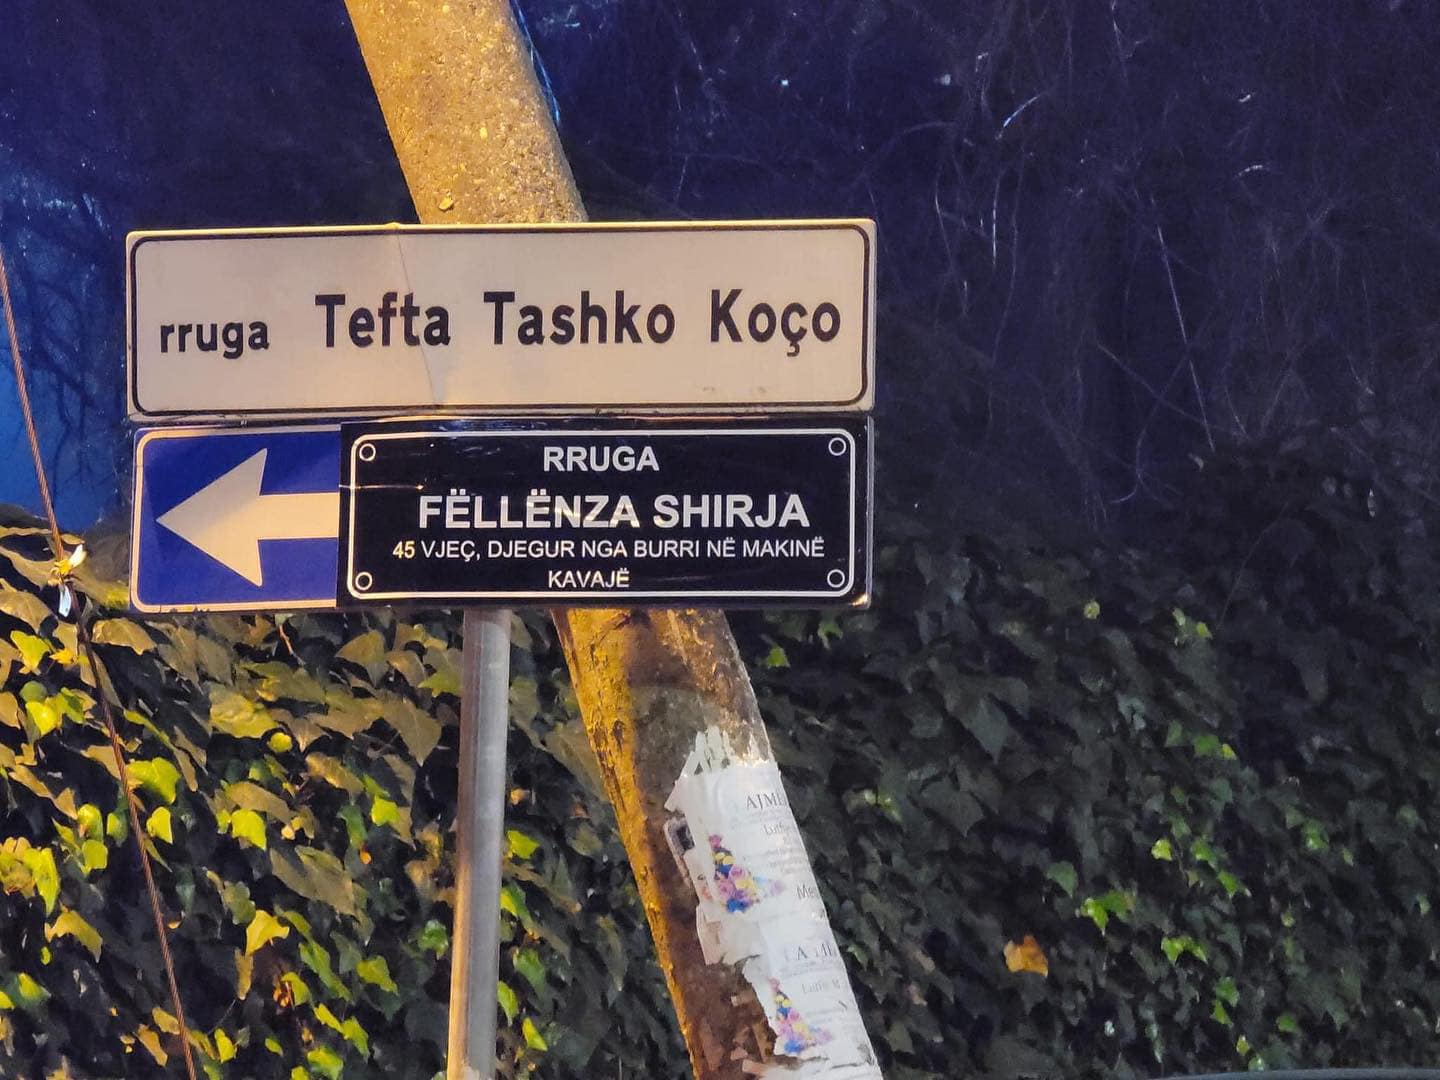 rruga Tefta Tashko Koço
RRUGA
FËLLËNZA SHIRJA
45 VJEÇ, DJEGUR NGA BURRI NË MAKINË
KAVAJË